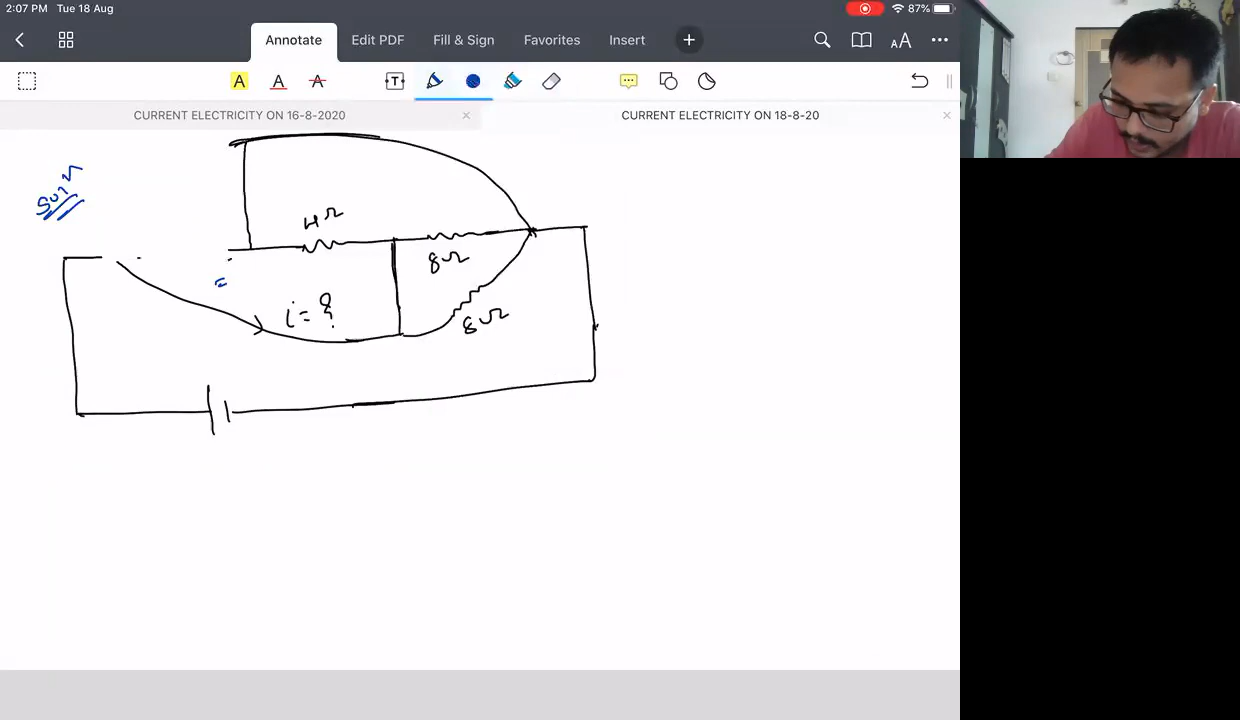 2:07 PM Tue 18 Aug
87%
Annotate
Edit PDF
Fill & Sign
Favorites
Insert
CURRENT ELECTRICITY ON 16-8-2020
CURRENT ELECTRICITY ON 18-8-20
Soln
4Ω
8Ω
i=?
8Ω